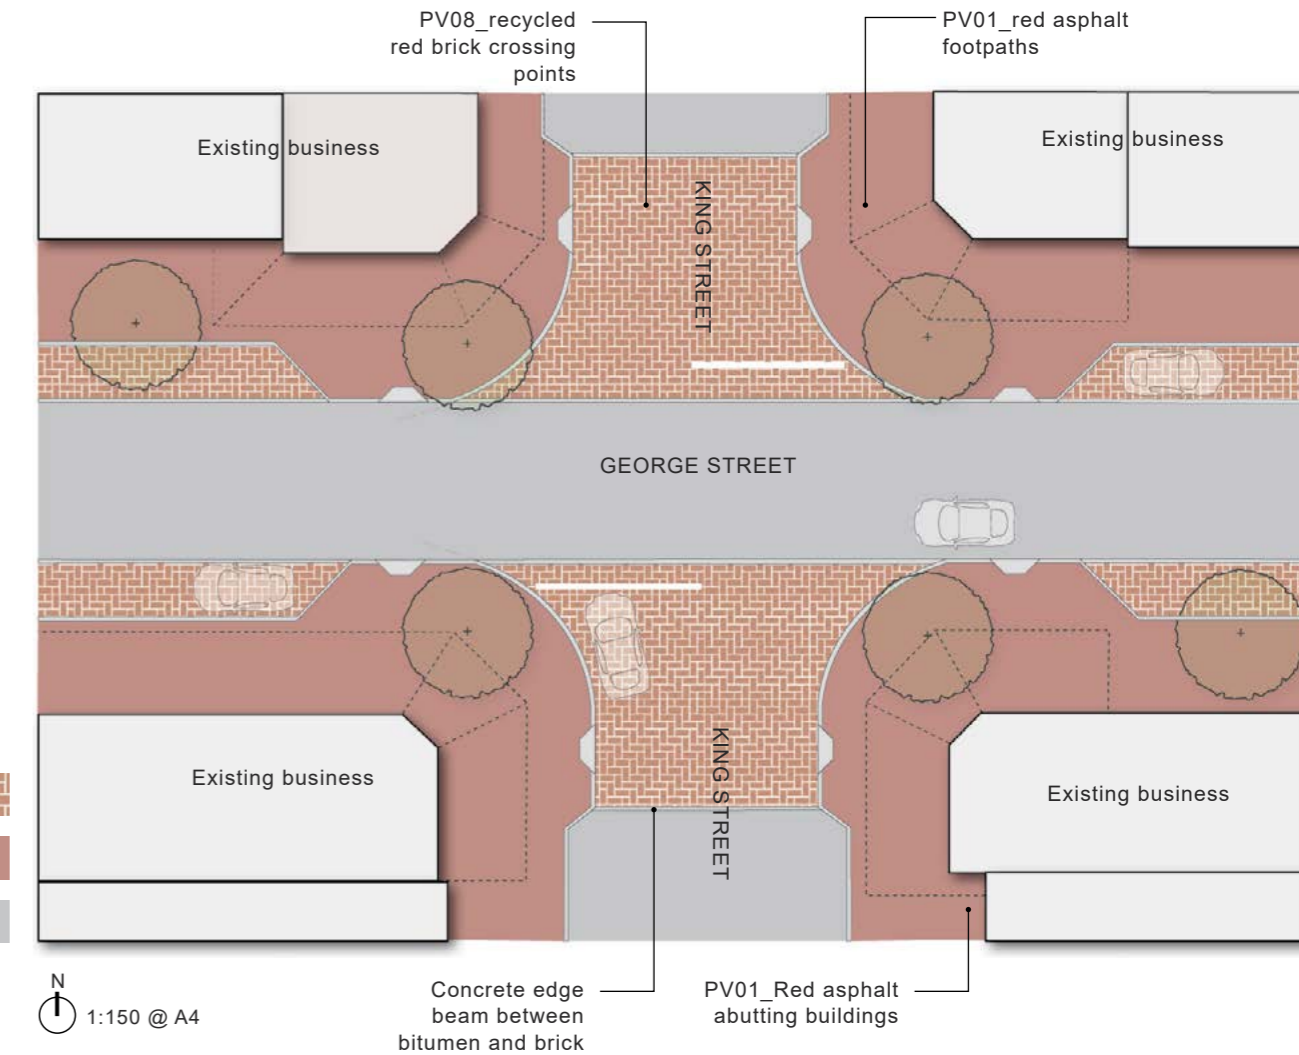 PV08_recycled
red brick crossing
points
PV01_red asphalt
footpaths
Existing business
Existing business
KING STREET
GEORGE STREET
KING STREET
Existing business
Existing business
N
1:150 @ A4
Concrete edge
beam between
bitumen and brick
PV01_Red asphalt
abutting buildings